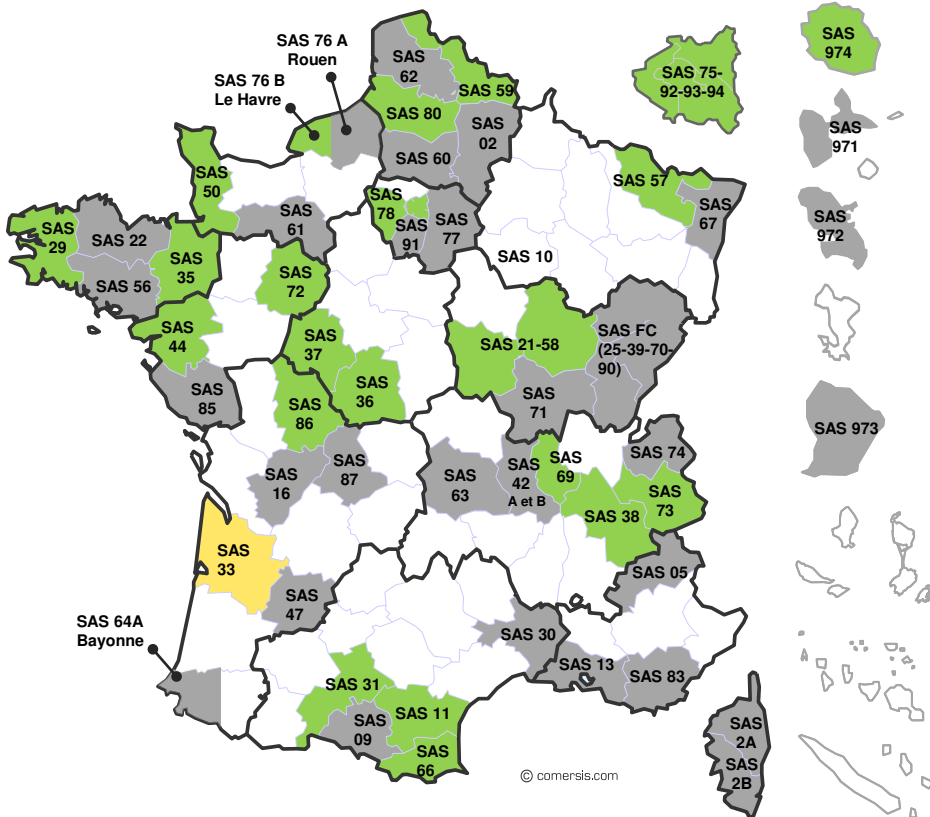 SAS 76 A
Rouen
SAS 76 B
Le Havre
SAS
62
SAS 59
SAS 80
SAS
02
SAS 60
SAS 75-
92-93-94
SAS
974
SAS
971
SAS
972
SAS 973
SAS
50
SAS
61
SAS
78
SAS
91
SAS
77
SAS 57
SAS
67
SAS 10
SAS
29
SAS 22
SAS 56
SAS
35
SAS
72
SAS
44
SAS
85
SAS
37
SAS
36
SAS
86
SAS 21-58
SAS FC
(25-39-70-
90)
SAS
71
SAS
16
SAS
87
SAS
63
SAS
42
A et B
SAS
69
SAS 74
SAS
73
SAS 38
SAS 05
SAS
33
SAS
47
SAS 64A
Bayonne
SAS 30
SAS 13
SAS 83
SAS 31
SAS
09
SAS 11
SAS
66
SAS
2A
SAS
2B
© comersis.com